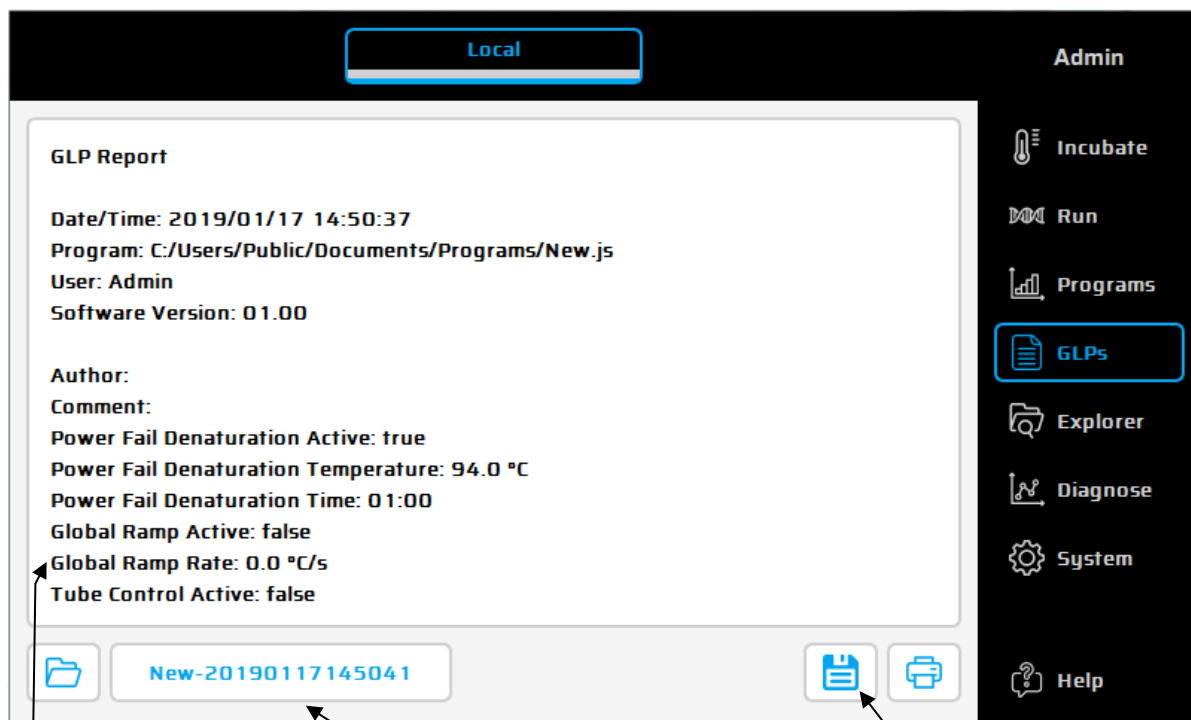 Local
Admin
GLP Report
Date/Time: 2019/01/17 14:50:37
Program: C:/Users/Public/Documents/Programs/New.js
User: Admin
Software Version: 01.00
Author:
Comment:
Power Fail Denaturation Active: true
Power Fail Denaturation Temperature: 94.0 °C
Power Fail Denaturation Time: 01:00
Global Ramp Active: false
Global Ramp Rate: 0.0 °C/s
Tube Control Active: false
New-20190117145041
Incubate
Run
Programs
GLPs
Explorer
Diagnose
System
Help